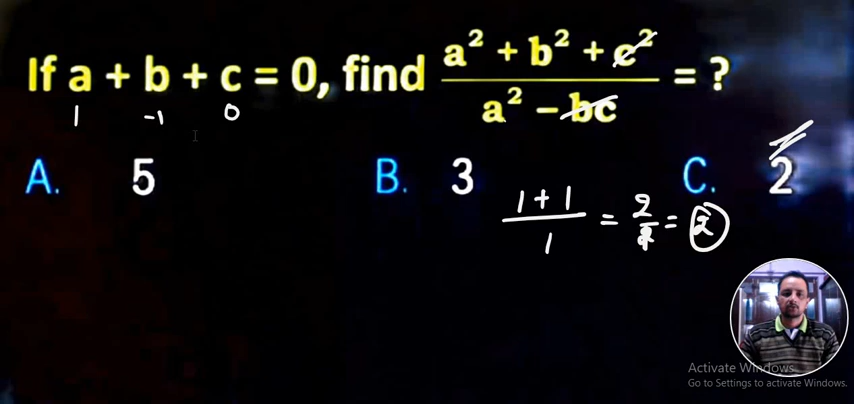 If a + b + c = 0, find (a² + b² + c²)/(a² − bc) = ?
1 -1 0
A. 5 B. 3 C. 2
(1 + 1)/1 = 2/1 = 2
Activate Windows
Go to Settings to activate Windows.